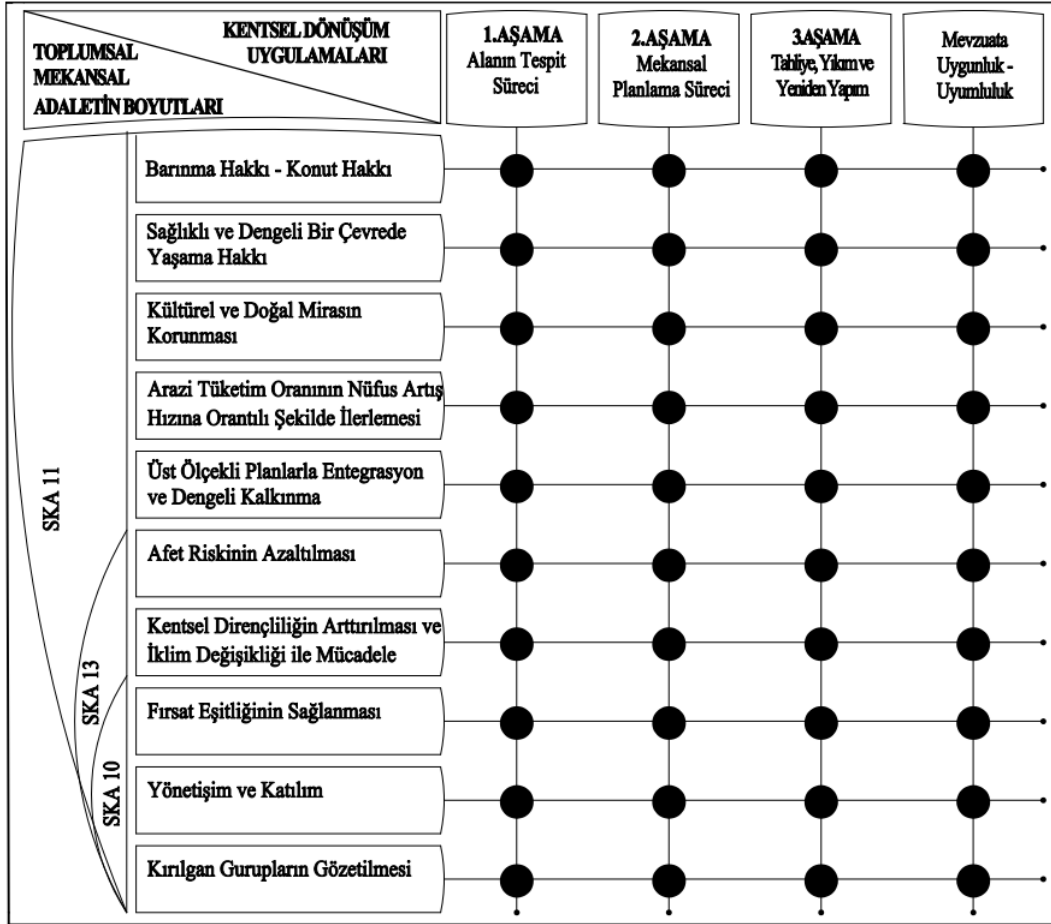 KENTSEL DÖNÜŞÜM
UYGULAMALARI
TOPLUMSAL
MEKANSAL
ADALETİN BOYUTLARI
1.AŞAMA
Alanın Tespit
Süreci
2.AŞAMA
Mekansal
Planlama Süreci
3.AŞAMA
Tahliye, Yıkım ve
Yeniden Yapım
Mevzuata
Uygunluk -
Uyumluluk
SKA 11
SKA 13
SKA 10
Barınma Hakkı - Konut Hakkı
Sağlıklı ve Dengeli Bir Çevrede
Yaşama Hakkı
Kültürel ve Doğal Mirasın
Korunması
Arazi Tüketim Oranının Nüfus Artış
Hızına Orantılı Şekilde İlerlemesi
Üst Ölçekli Planlarla Entegrasyon
ve Dengeli Kalkınma
Afet Riskinin Azaltılması
Kentsel Dirençliliğin Arttırılması ve
İklim Değişikliği ile Mücadele
Fırsat Eşitliğinin Sağlanması
Yönetişim ve Katılım
Kırılgan Gurupların Gözetilmesi